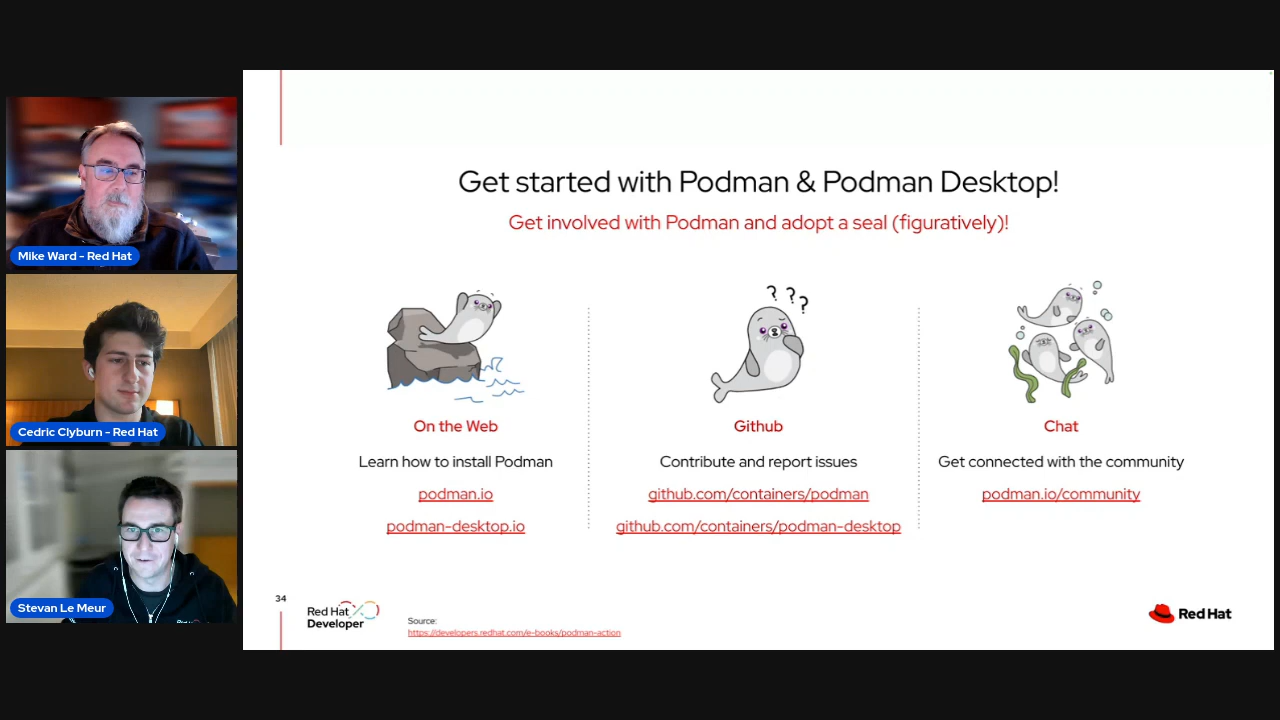 Mike Ward - Red Hat
Cedric Clyburn - Red Hat
Stevan Le Meur
Get started with Podman & Podman Desktop!
Get involved with Podman and adopt a seal (figuratively)!
? ? ?
On the Web
Learn how to install Podman
podman.io
podman-desktop.io
Github
Contribute and report issues
github.com/containers/podman
github.com/containers/podman-desktop
Chat
Get connected with the community
podman.io/community
34
Red Hat
Developer
Source:
https://developers.redhat.com/e-books/podman-action
Red Hat